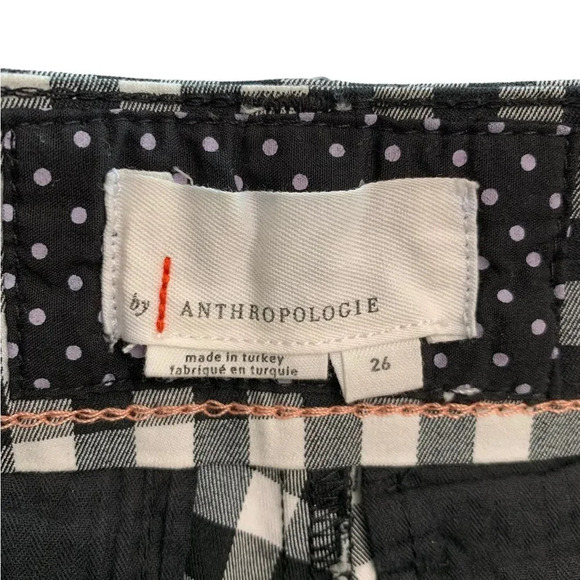 by ANTHROPOLOGIE
made in turkey
fabriqué en turquie
26